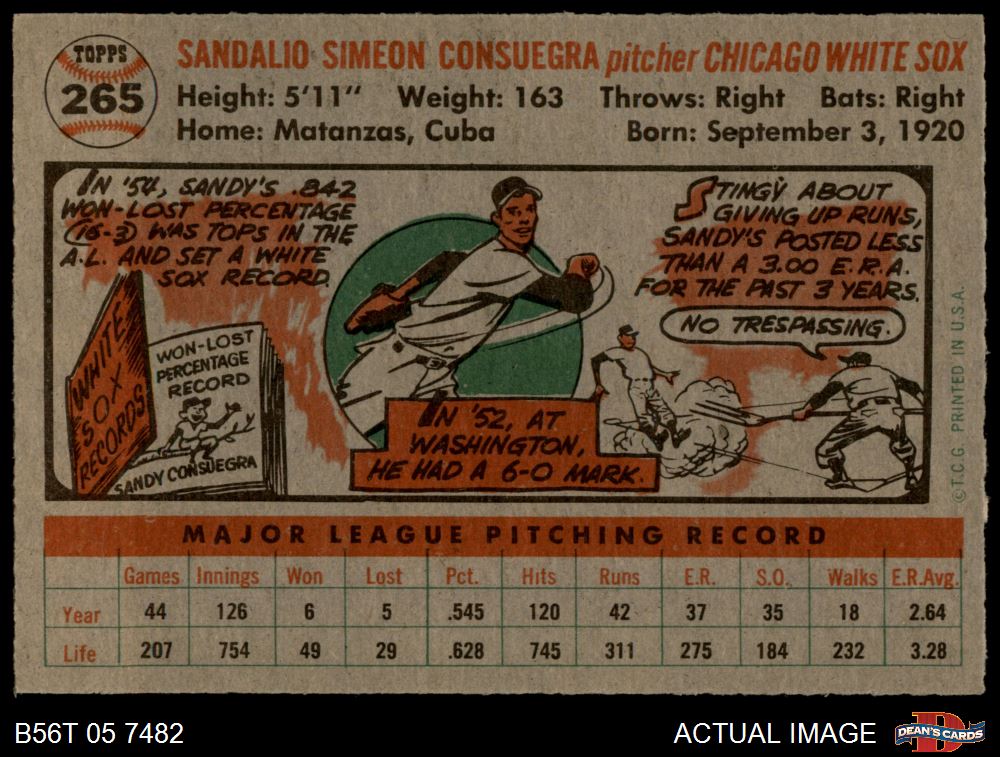 TOPPS
265
SANDALIO SIMEON CONSUEGRA pitcher CHICAGO WHITE SOX
Height: 5'11" Weight: 163 Throws: Right Bats: Right
Home: Matanzas, Cuba Born: September 3, 1920
IN '54, SANDY'S .842
WON-LOST PERCENTAGE
(16-3) WAS TOPS IN THE
A.L. AND SET A WHITE
SOX RECORD.
WHITE
SOX
RECORDS
WON-LOST
PERCENTAGE
RECORD
SANDY CONSUEGRA
IN '52, AT
WASHINGTON,
HE HAD A 6-0 MARK.
STINGY ABOUT
GIVING UP RUNS,
SANDY'S POSTED LESS
THAN A 3.00 E.R.A.
FOR THE PAST 3 YEARS.
NO TRESPASSING.
© T.C.G. PRINTED IN U.S.A.
MAJOR LEAGUE PITCHING RECORD
Games Innings Won Lost Pct. Hits Runs E.R. S.O. Walks E.R.Avg.
Year 44 126 6 5 .545 120 42 37 35 18 2.64
Life 207 754 49 29 .628 745 311 275 184 232 3.28
B56T 05 7482 ACTUAL IMAGE DEAN'S CARDS